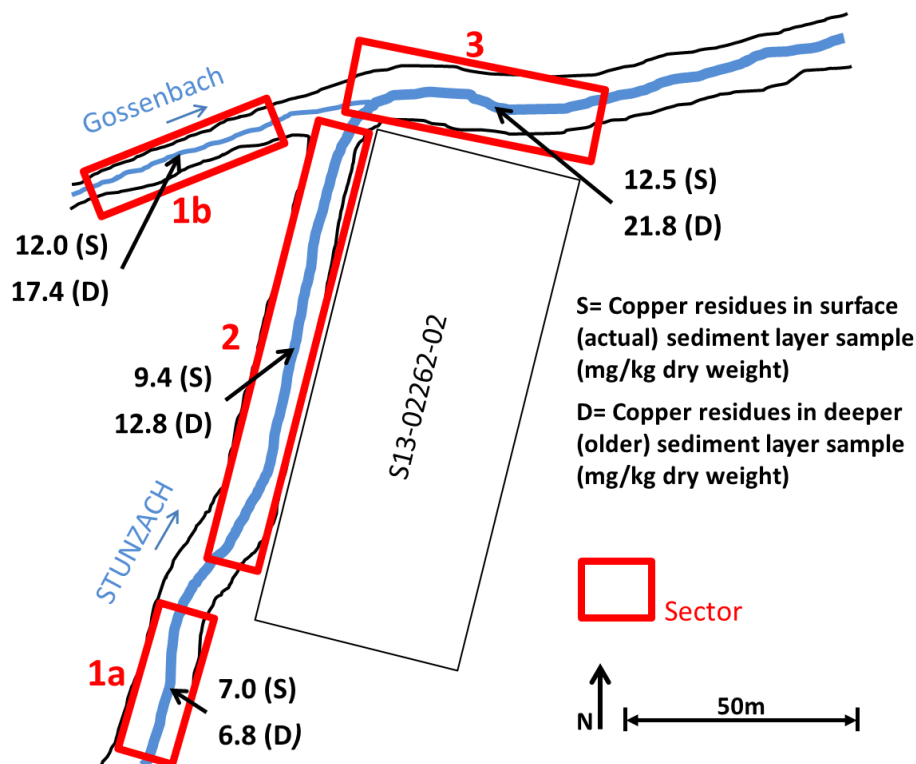 3
Gossenbach
1b
12.0 (S)
17.4 (D)
12.5 (S)
21.8 (D)
2
9.4 (S)
12.8 (D)
S13-02262-02
S= Copper residues in surface
(actual) sediment layer sample
(mg/kg dry weight)
D= Copper residues in deeper
(older) sediment layer sample
(mg/kg dry weight)
STUNZACH
1a
7.0 (S)
6.8 (D)
Sector
N
50m